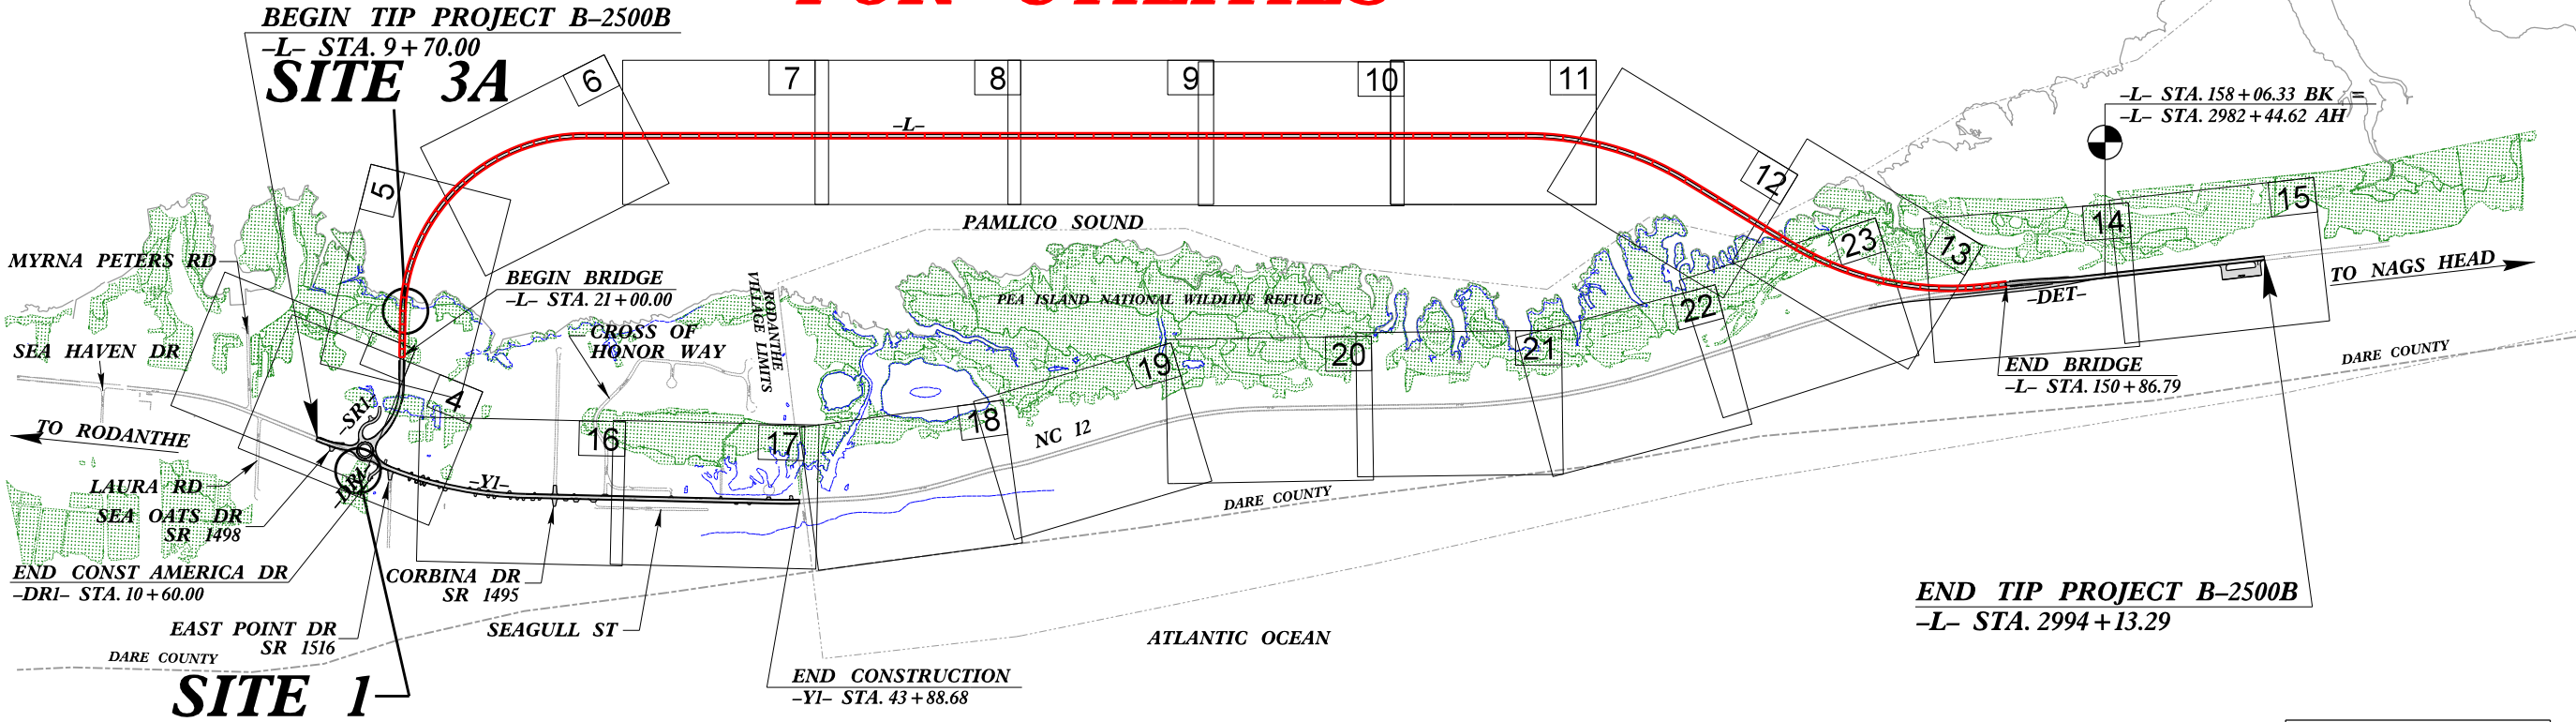 BEGIN TIP PROJECT B–2500B
–L– STA. 9+70.00
SITE 3A
6
7
8
9
10
11
–L–
–L– STA. 158+06.33 BK =
–L– STA. 2982+44.62 AH
5
12
15
14
23
13
PAMLICO SOUND
MYRNA PETERS RD
BEGIN BRIDGE
–L– STA. 21+00.00
TO NAGS HEAD
–DET–
PEA ISLAND NATIONAL WILDLIFE REFUGE
RODANTHE
VILLAGE LIMITS
22
CROSS OF
HONOR WAY
SEA HAVEN DR
21
20
19
DARE COUNTY
END BRIDGE
–L– STA. 150+86.79
4
–SR1–
18
TO RODANTHE
16
17
NC 12
LAURA RD
–DR1–
–Y1–
DARE COUNTY
SEA OATS DR
SR 1498
END CONST AMERICA DR
–DR1– STA. 10+60.00
CORBINA DR
SR 1495
END TIP PROJECT B–2500B
–L– STA. 2994+13.29
EAST POINT DR
SR 1516
SEAGULL ST
ATLANTIC OCEAN
DARE COUNTY
END CONSTRUCTION
–Y1– STA. 43+88.68
SITE 1